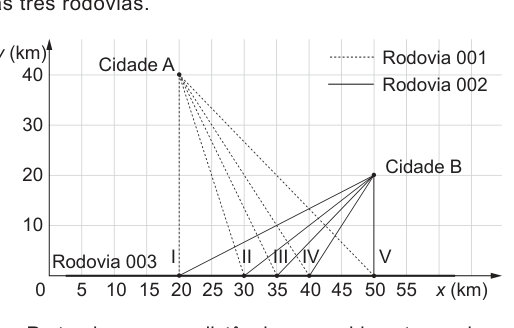 as três rodovias.
y (km)
Cidade A
Rodovia 001
Rodovia 002
40
30
20
10
Cidade B
Rodovia 003
I II III IV V
0 5 10 15 20 25 30 35 40 45 50 55 x (km)